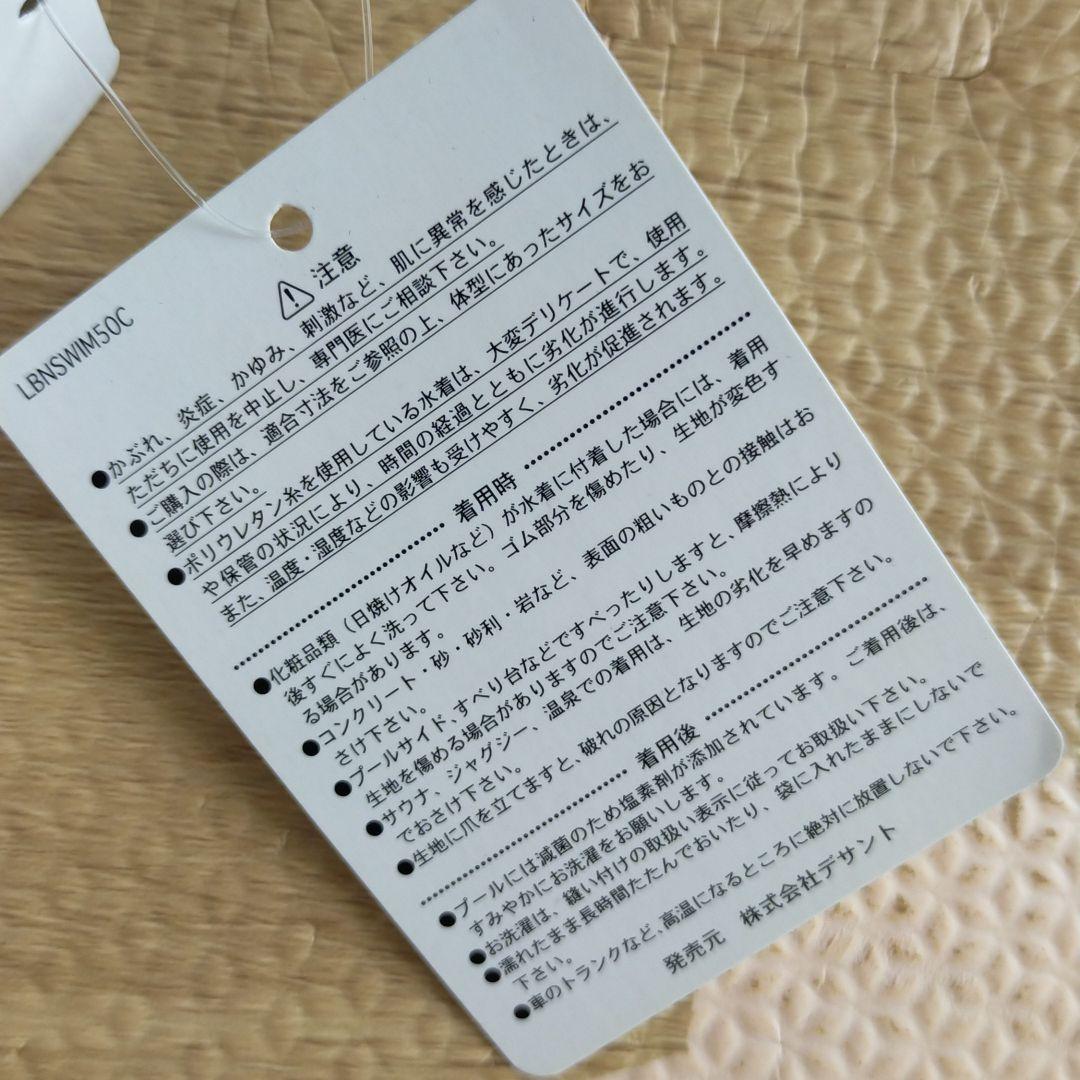 LBNSWIM50C
注意
●かぶれ、炎症、かゆみ、刺激など、肌に異常を感じたときは、
ただちに使用を中止し、専門医にご相談下さい。
●ご購入の際は、適合寸法をご参照の上、体型にあったサイズをお
選び下さい。
●ポリウレタン糸を使用している水着は、大変デリケートで、使用
や保管の状況により、時間の経過とともに劣化が進行します。
また、温度・湿度などの影響も受けやすく、劣化が促進されます。
着用時
●化粧品類（日焼けオイルなど）が水着に付着した場合には、着用
後すぐによく洗って下さい。ゴム部分を傷めたり、生地が変色す
る場合があります。
●コンクリート・砂・砂利・岩など、表面の粗いものとの接触はお
さけ下さい。
●プールサイド、すべり台などですべったりしますと、摩擦熱により
生地を傷める場合がありますのでご注意下さい。
●サウナ、ジャグジー、温泉での着用は、生地の劣化を早めますの
でおさけ下さい。
●生地に爪を立てますと、破れの原因となりますのでご注意下さい。
着用後
●プールには減菌のため塩素剤が添加されています。ご着用後は、
すみやかにお洗濯をお願いします。
●お洗濯は、縫い付けの取扱い表示に従ってお取扱い下さい。
●濡れたまま長時間たたんでおいたり、袋に入れたままにしないで
下さい。
●車のトランクなど、高温になるところに絶対に放置しないで下さい。
発売元 株式会社デサント